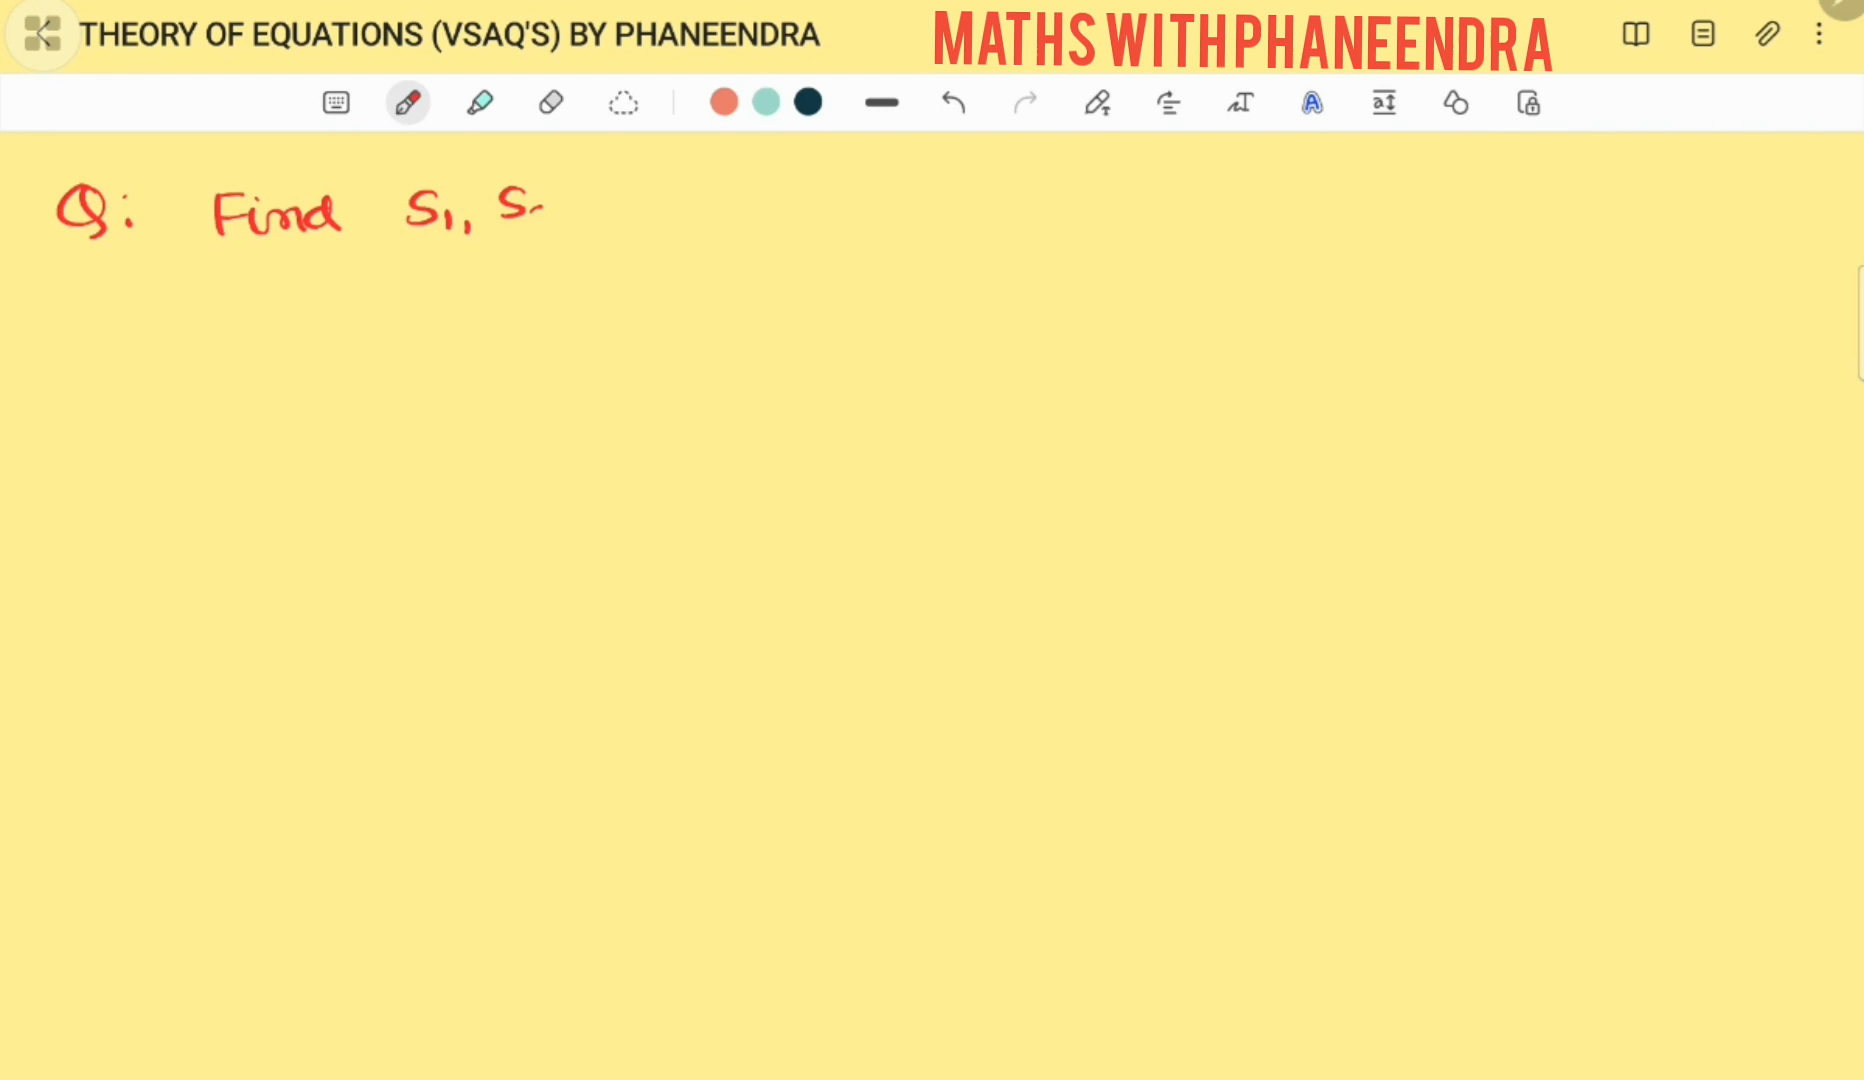 THEORY OF EQUATIONS (VSAQ'S) BY PHANEENDRA
MATHS WITH PHANEENDRA
Q: Find S₁, S